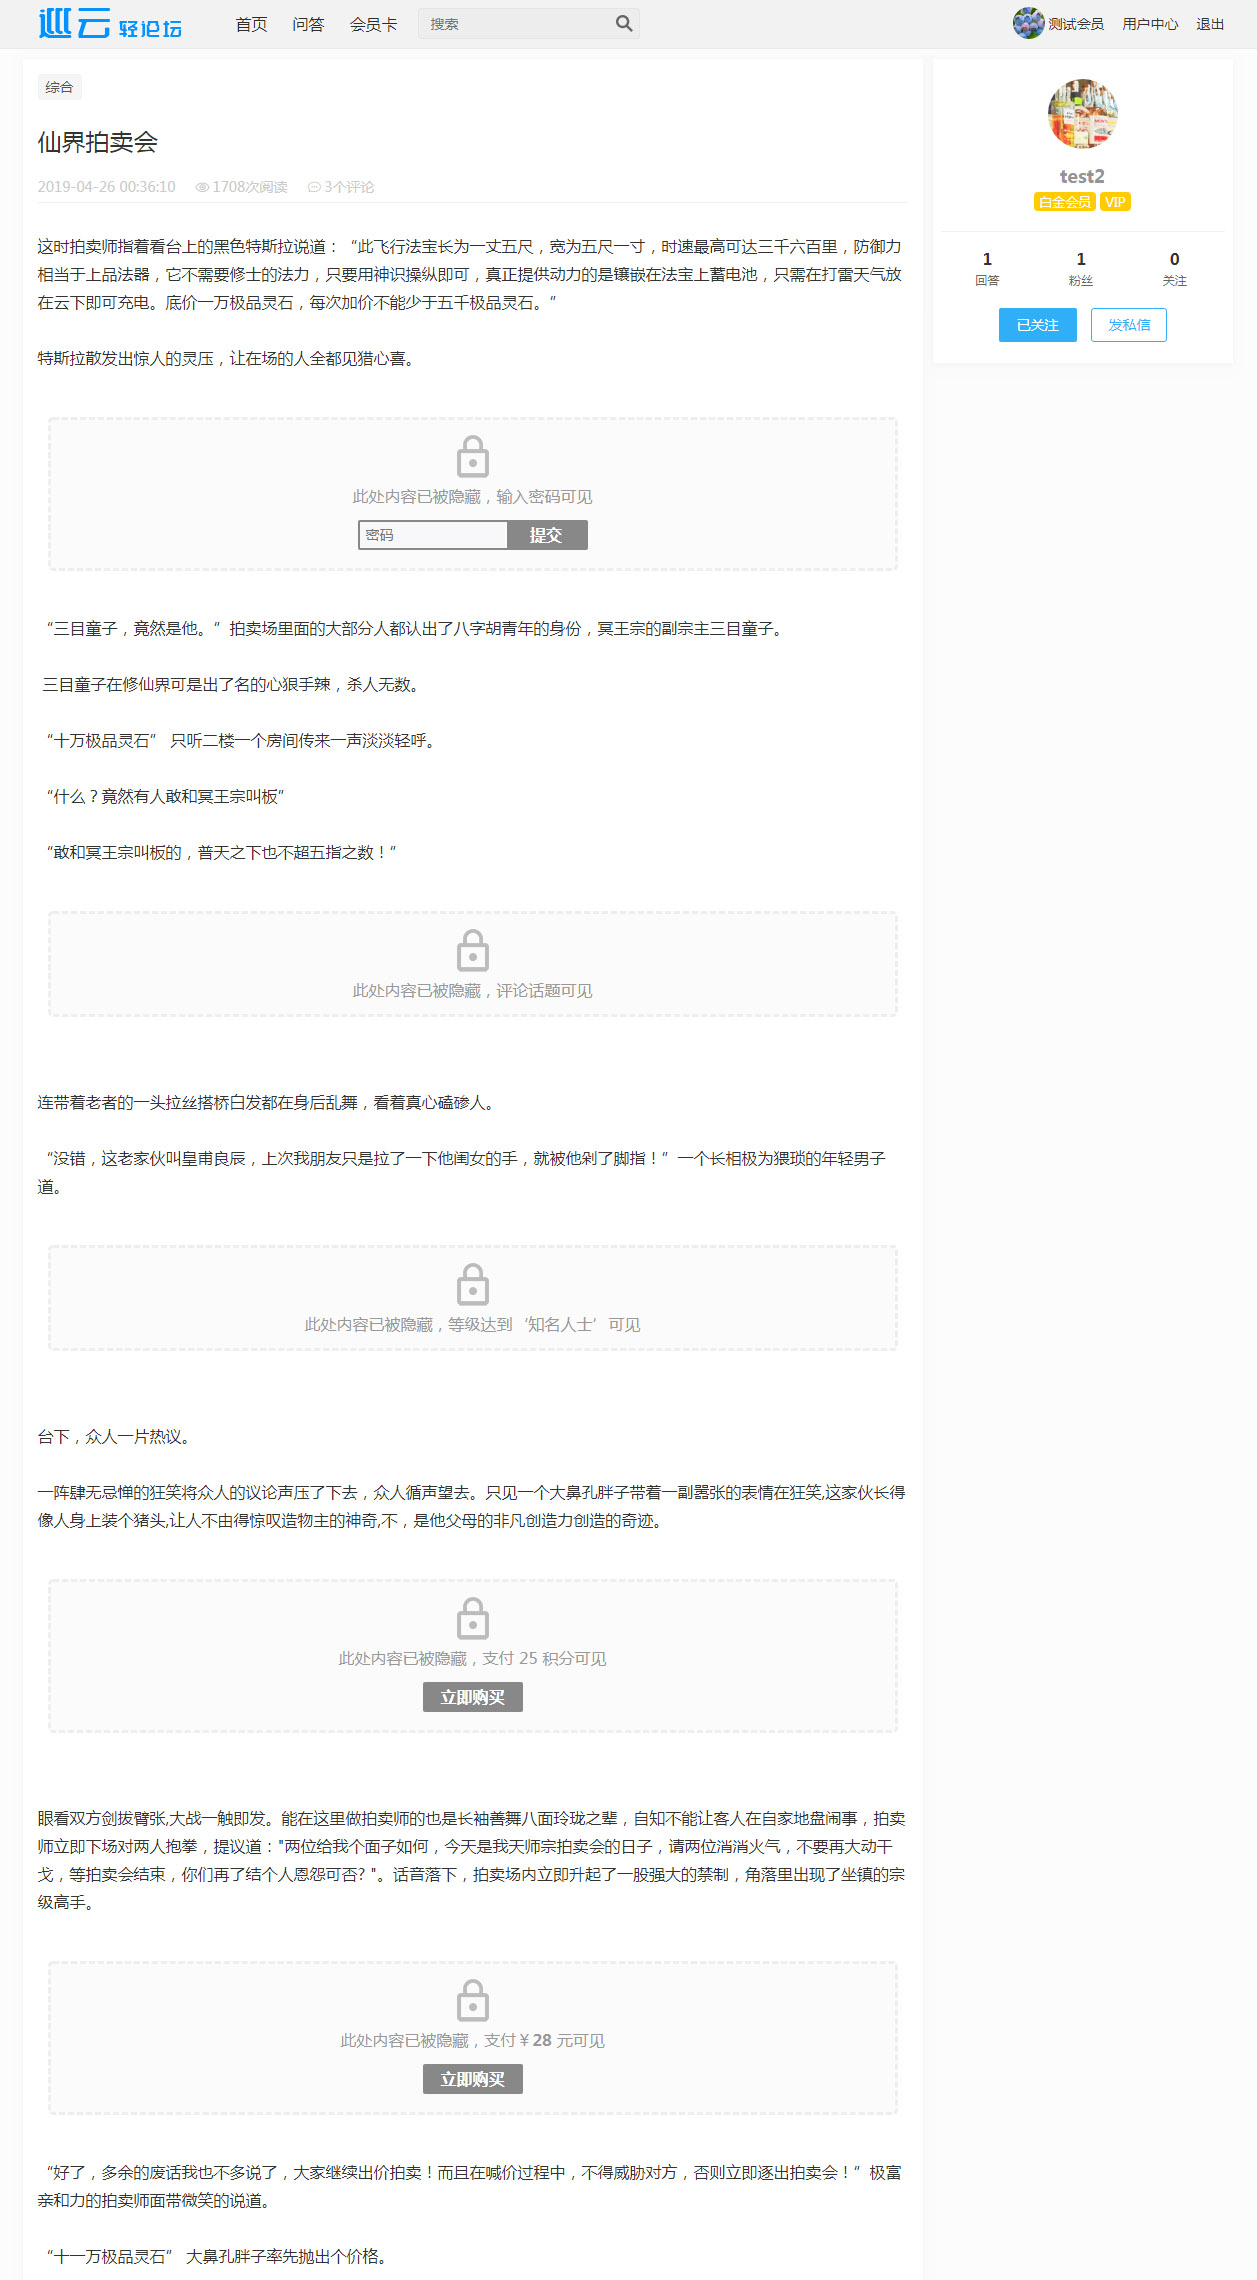 巡云 轻论坛 首页 问答 会员卡 搜索 测试会员 用户中心 退出
综合
仙界拍卖会
2019-04-26 00:36:10 1708次阅读 3个评论
这时拍卖师指着看台上的黑色特斯拉说道：“此飞行法宝长为一丈五尺，宽为五尺一寸，时速最高可达三千六百里，防御力
相当于上品法器，它不需要修士的法力，只要用神识操纵即可，真正提供动力的是镶嵌在法宝上蓄电池，只需在打雷天气放
在云下即可充电。底价一万极品灵石，每次加价不能少于五千极品灵石。”
特斯拉散发出惊人的灵压，让在场的人全都见猎心喜。
此处内容已被隐藏，输入密码可见
密码 提交
“三目童子，竟然是他。”拍卖场里面的大部分人都认出了八字胡青年的身份，冥王宗的副宗主三目童子。
三目童子在修仙界可是出了名的心狠手辣，杀人无数。
“十万极品灵石” 只听二楼一个房间传来一声淡淡轻呼。
“什么？竟然有人敢和冥王宗叫板”
“敢和冥王宗叫板的，普天之下也不超五指之数！”
此处内容已被隐藏，评论话题可见
连带着老者的一头拉丝搭桥白发都在身后乱舞，看着真心磕碜人。
“没错，这老家伙叫皇甫良辰，上次我朋友只是拉了一下他闺女的手，就被他剁了脚指！”一个长相极为猥琐的年轻男子
道。
此处内容已被隐藏，等级达到‘知名人士’可见
台下，众人一片热议。
一阵肆无忌惮的狂笑将众人的议论声压了下去，众人循声望去。只见一个大鼻孔胖子带着一副嚣张的表情在狂笑,这家伙长得
像人身上装个猪头,让人不由得惊叹造物主的神奇,不，是他父母的非凡创造力创造的奇迹。
此处内容已被隐藏，支付 25 积分可见
立即购买
眼看双方剑拔臂张,大战一触即发。能在这里做拍卖师的也是长袖善舞八面玲珑之辈，自知不能让客人在自家地盘闹事，拍卖
师立即下场对两人抱拳，提议道："两位给我个面子如何，今天是我天师宗拍卖会的日子，请两位消消火气，不要再大动干
戈，等拍卖会结束，你们再了结个人恩怨可否？"。话音落下，拍卖场内立即升起了一股强大的禁制，角落里出现了坐镇的宗
级高手。
此处内容已被隐藏，支付￥28 元可见
立即购买
“好了，多余的废话我也不多说了，大家继续出价拍卖！而且在喊价过程中，不得威胁对方，否则立即逐出拍卖会！”极富
亲和力的拍卖师面带微笑的说道。
“十一万极品灵石” 大鼻孔胖子率先抛出个价格。
test2
白金会员 VIP
1 1 0
回答 粉丝 关注
已关注 发私信